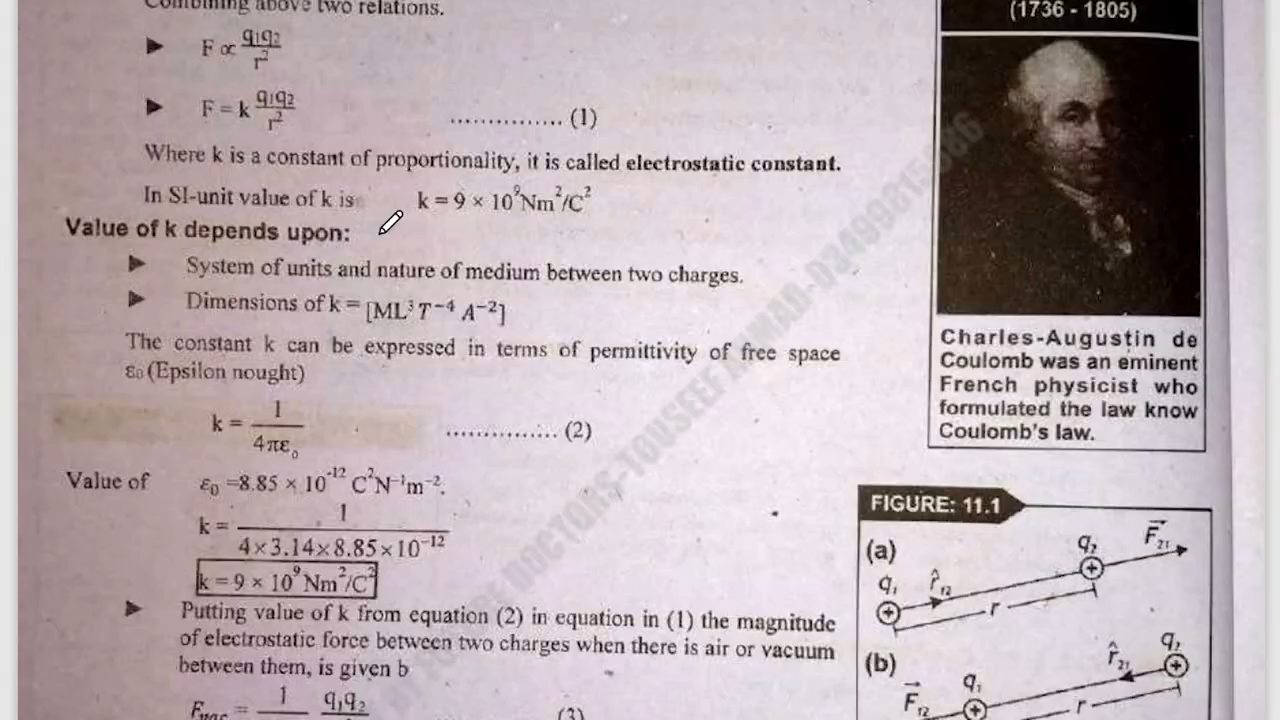 Combining above two relations.
► F ∝ q₁q₂/r²
► F = k q₁q₂/r² ............... (1)
Where k is a constant of proportionality, it is called electrostatic constant.
In SI-unit value of k is k = 9 × 10⁹Nm²/C²
Value of k depends upon:
► System of units and nature of medium between two charges.
► Dimensions of k = [ML³T⁻⁴ A⁻²]
The constant k can be expressed in terms of permittivity of free space
ε₀ (Epsilon nought)
k = 1/4πε₀ ............... (2)
Value of ε₀ =8.85 × 10⁻¹² C²N⁻¹m⁻².
k = 1/4×3.14×8.85×10⁻¹²
k = 9 × 10⁹ Nm²/C²
► Putting value of k from equation (2) in equation in (1) the magnitude
of electrostatic force between two charges when there is air or vacuum
between them, is given b
F = 1 q₁q₂ (3)
(1736 - 1805)
Charles-Augustin de
Coulomb was an eminent
French physicist who
formulated the law know
Coulomb's law.
FIGURE: 11.1
(a) q₁ r̂₁₂ r q₂ F⃗₂₁
(b) F⃗₁₂ q₁ r r̂₂₁ q₂